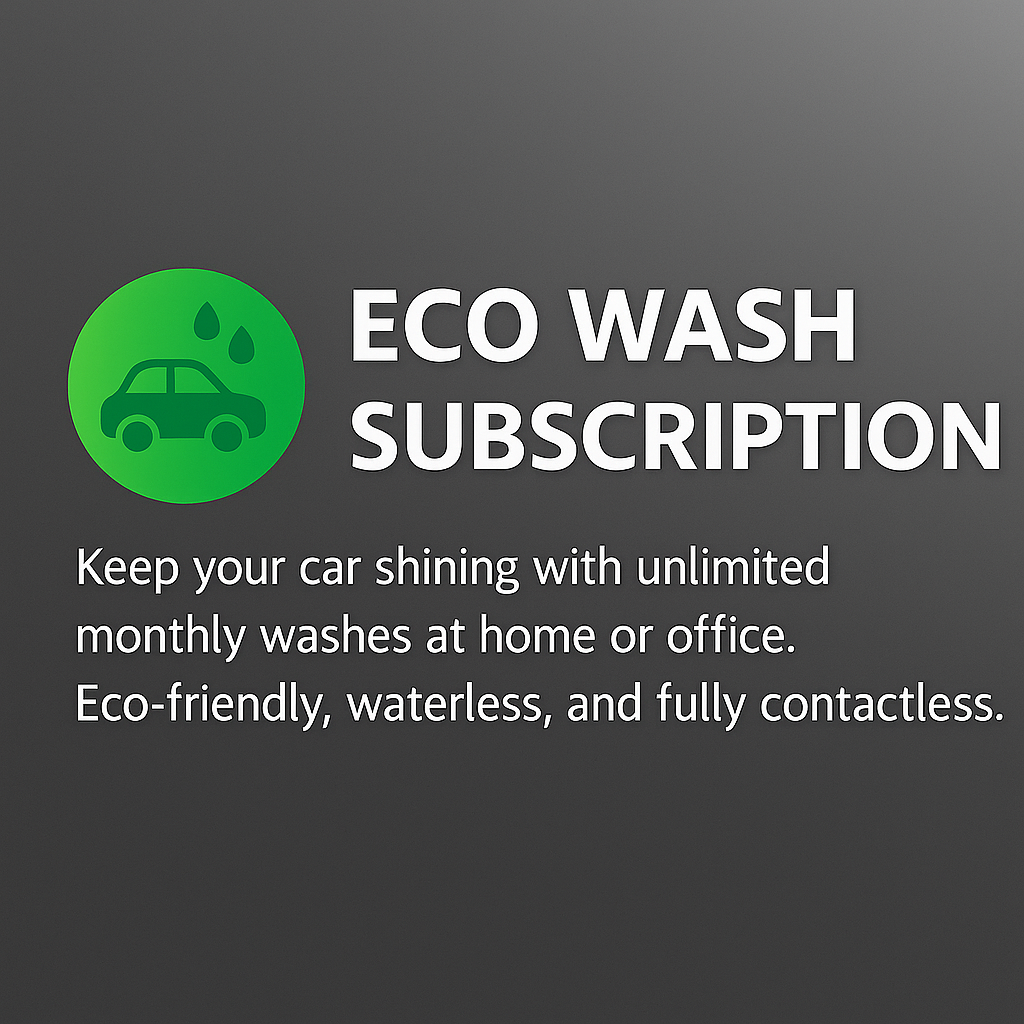 ECO WASH
SUBSCRIPTION
Keep your car shining with unlimited
monthly washes at home or office.
Eco-friendly, waterless, and fully contactless.